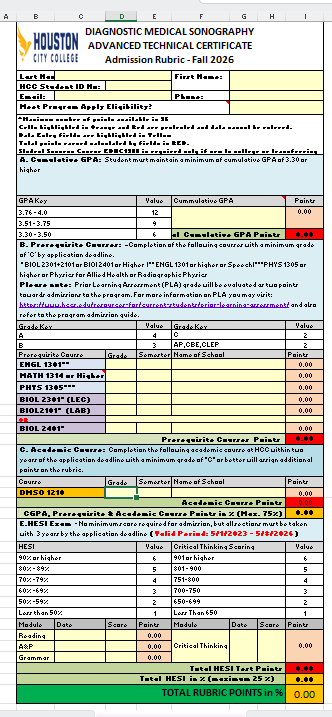 HOUSTON
CITY COLLEGE
DIAGNOSTIC MEDICAL SONOGRAPHY
ADVANCED TECHNICAL CERTIFICATE
Admission Rubric - Fall 2026
Last Nam
First Name:
HCC Student ID No:
Email:
Phone:
Meet Program Apply Eligibility?
*Maximum number of points available is 35
Cells highlighted in Orange and Red are protected and data cannot be entered.
Data Entry fields are highlighted in Yellow
Total points earned calculated by fields in RED.
Student Success Course EDUC1300 is required only if new to college or transferring
A. Cumulative GPA: Student must maintain a minimum of cumulative GPA of 3.30 or
higher
GPA Key Value Cummulative GPA Points
3.76 - 4.0 12 0.00
3.51 - 3.75 9
3.30 - 3.50 6 al Cumulative GPA Points 0.00
B. Prerequisite Courses: -Completion of the following courses with a minimum grade
of 'C' by application deadline.
*BIOL 2301+2101 or BIOL 2401 or Higher |**ENGL 1301 or higher or Speech|***PHYS 1305 or
higher or Physics for Allied Health or Radiographic Physics
Please note: Prior Learning Assessment (PLA) grade will be evaluated as two points
towards admissions to the program. For more information on PLA you may visit:
https://www.hccs.edu/resources-for/current-students/prior-learning-assessment/ and also
refer to the program admission guide.
Grade Key Value Grade Key Value
A 4 C 2
B 3 AP,CBE,CLEP 2
Prerequisite Course Grade Semester Name of School Points
ENGL 1301** 0.00
MATH 1314 or Higher 0.00
PHYS 1305*** 0.00
BIOL 2301* (LEC) 0.00
BIOL2101* (LAB) 0.00
OR
BIOL 2401* 0.00
Prerequisite Courses Points 0.00
C. Academic Course: Completion the following academic course at HCC within two
years of the application deadline with a minimum grade of "C" or better will assign additional
points on the rubric.
Course Grade Semester Name of School Points
DMSO 1210 0.00
Academic Course Points 0.00
CGPA, Prerequisite & Academic Course Points in % (Max. 75%) 0.00
E.HESI Exam - No minimum score required for admission, but all sections must be taken
with 3 years by the application deadline (Valid Period: 5/1/2023 - 5/8/2026)
HESI Value Critical Thinking Scoring Value
90% or higher 6 901 or higher 6
80%-89% 5 801-900 5
70%-79% 4 751-800 4
60%-69% 3 700-750 3
50%-59% 2 650-699 2
Less than 50% 1 Less Than 650 1
Module Date Score Points Module Date Score Points
Reading 0.00
A&P 0.00 Critical Thinking 0.00
Grammar 0.00
Total HESI Test Points 0.00
Total HESI in % (maximum 25 %) 0.00
TOTAL RUBRIC POINTS in % 0.00